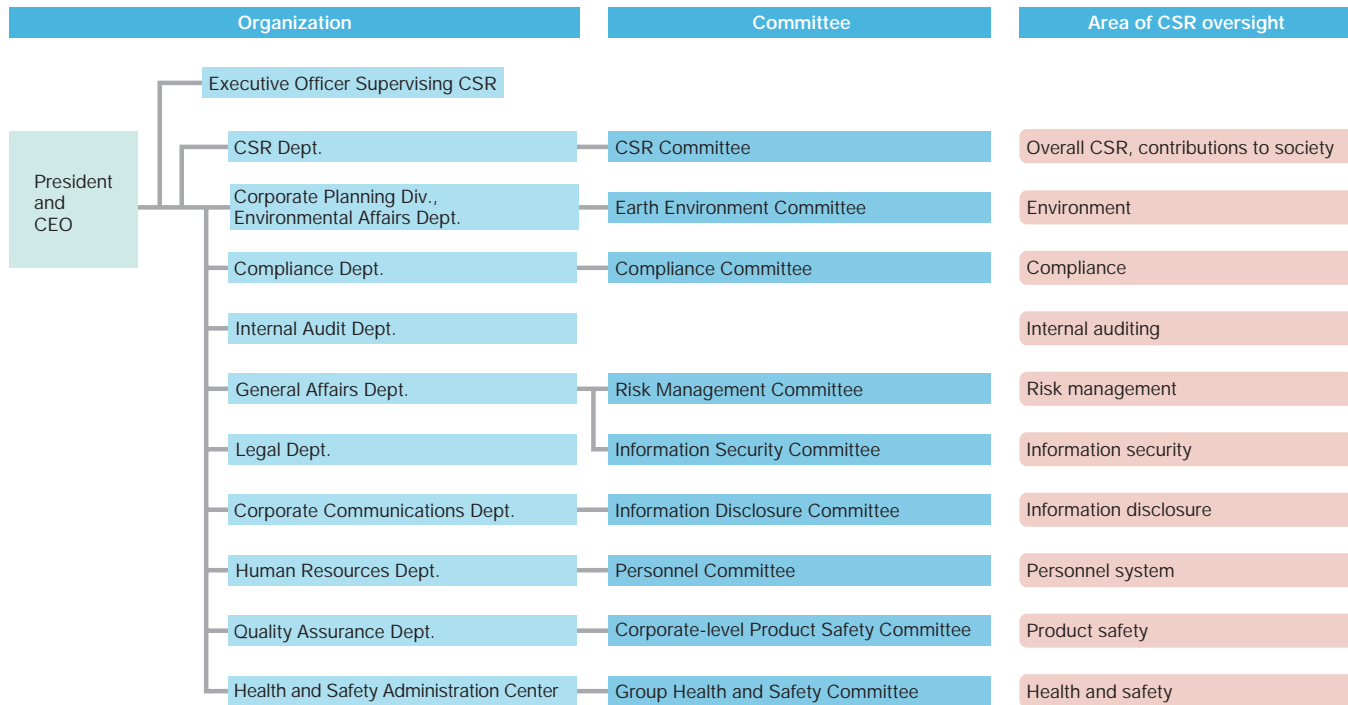 Organization
Committee
Area of CSR oversight
Executive Officer Supervising CSR
President
and
CEO
CSR Dept.
CSR Committee
Overall CSR, contributions to society
Corporate Planning Div.,
Environmental Affairs Dept.
Earth Environment Committee
Environment
Compliance Dept.
Compliance Committee
Compliance
Internal Audit Dept.
Internal auditing
General Affairs Dept.
Risk Management Committee
Risk management
Legal Dept.
Information Security Committee
Information security
Corporate Communications Dept.
Information Disclosure Committee
Information disclosure
Human Resources Dept.
Personnel Committee
Personnel system
Quality Assurance Dept.
Corporate-level Product Safety Committee
Product safety
Health and Safety Administration Center
Group Health and Safety Committee
Health and safety